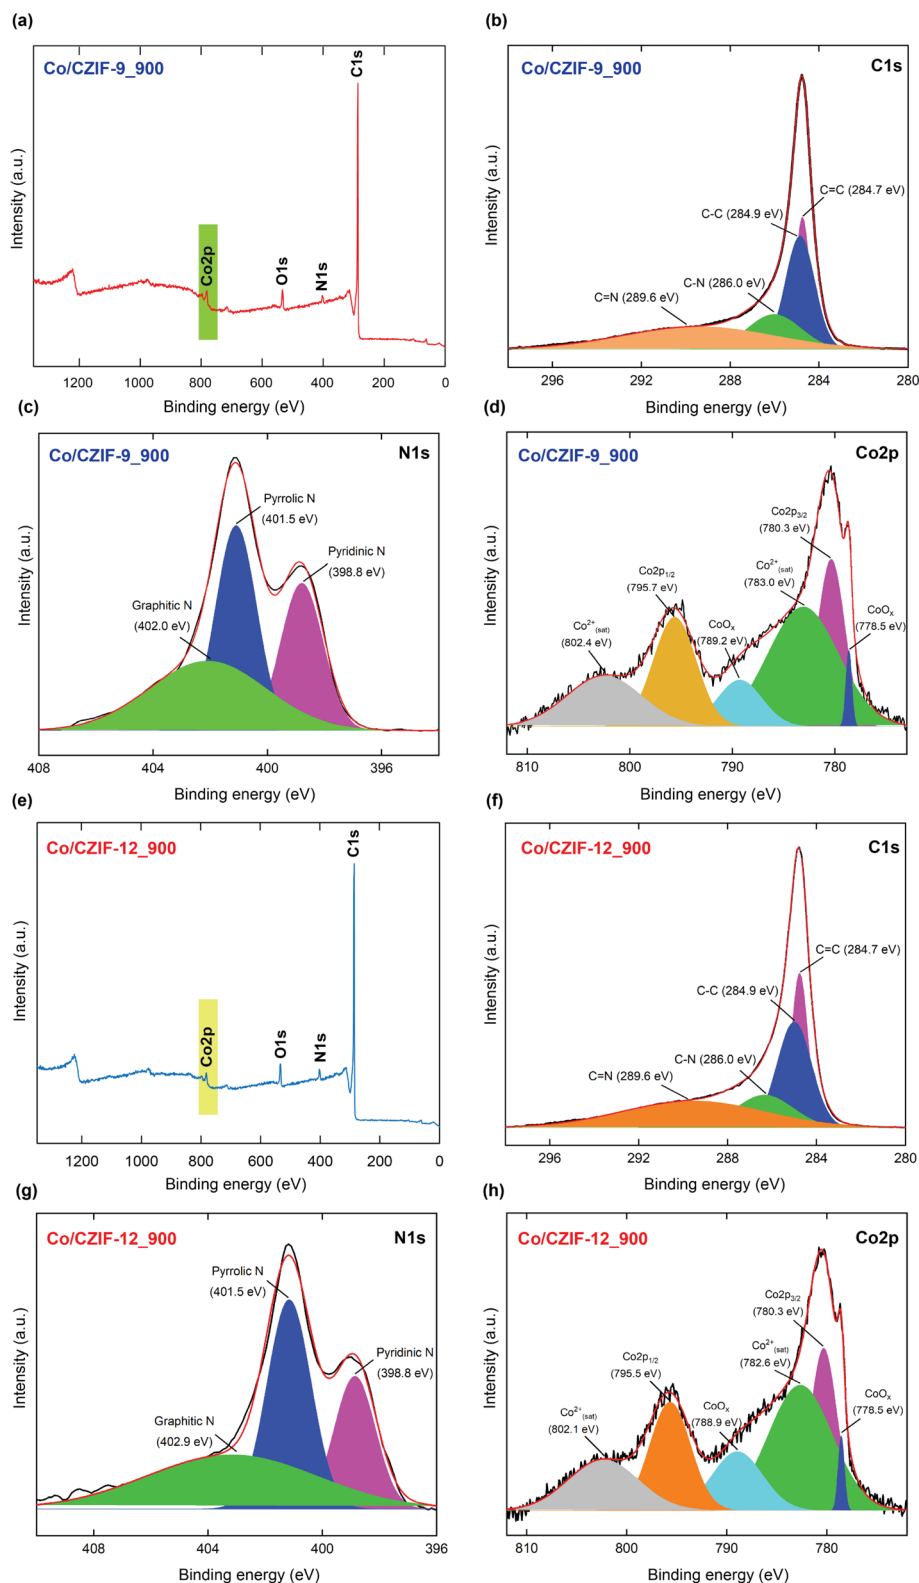 (a)
Co/CZIF-9_900
C1s
Co2p
O1s
N1s
Intensity (a.u.)
1200 1000 800 600 400 200 0
Binding energy (eV)
(b)
Co/CZIF-9_900
C1s
C=C (284.7 eV)
C-C (284.9 eV)
C-N (286.0 eV)
C=N (289.6 eV)
Intensity (a.u.)
296 292 288 284 280
Binding energy (eV)
(c)
Co/CZIF-9_900
N1s
Pyrrolic N
(401.5 eV)
Pyridinic N
(398.8 eV)
Graphitic N
(402.0 eV)
Intensity (a.u.)
408 404 400 396
Binding energy (eV)
(d)
Co/CZIF-9_900
Co2p
Co2p3/2
(780.3 eV)
Co2+(sat)
(783.0 eV)
Co2p1/2
(795.7 eV)
CoOx
(789.2 eV)
CoOx
(778.5 eV)
Co2+(sat)
(802.4 eV)
Intensity (a.u.)
810 800 790 780
Binding energy (eV)
(e)
Co/CZIF-12_900
C1s
Co2p
O1s
N1s
Intensity (a.u.)
1200 1000 800 600 400 200 0
Binding energy (eV)
(f)
Co/CZIF-12_900
C1s
C=C (284.7 eV)
C-C (284.9 eV)
C-N (286.0 eV)
C=N (289.6 eV)
Intensity (a.u.)
296 292 288 284 280
Binding energy (eV)
(g)
Co/CZIF-12_900
N1s
Pyrrolic N
(401.5 eV)
Pyridinic N
(398.8 eV)
Graphitic N
(402.9 eV)
Intensity (a.u.)
408 404 400 396
Binding energy (eV)
(h)
Co/CZIF-12_900
Co2p
Co2p3/2
(780.3 eV)
Co2+(sat)
(782.6 eV)
Co2p1/2
(795.5 eV)
CoOx
(788.9 eV)
CoOx
(778.5 eV)
Co2+(sat)
(802.1 eV)
Intensity (a.u.)
810 800 790 780
Binding energy (eV)